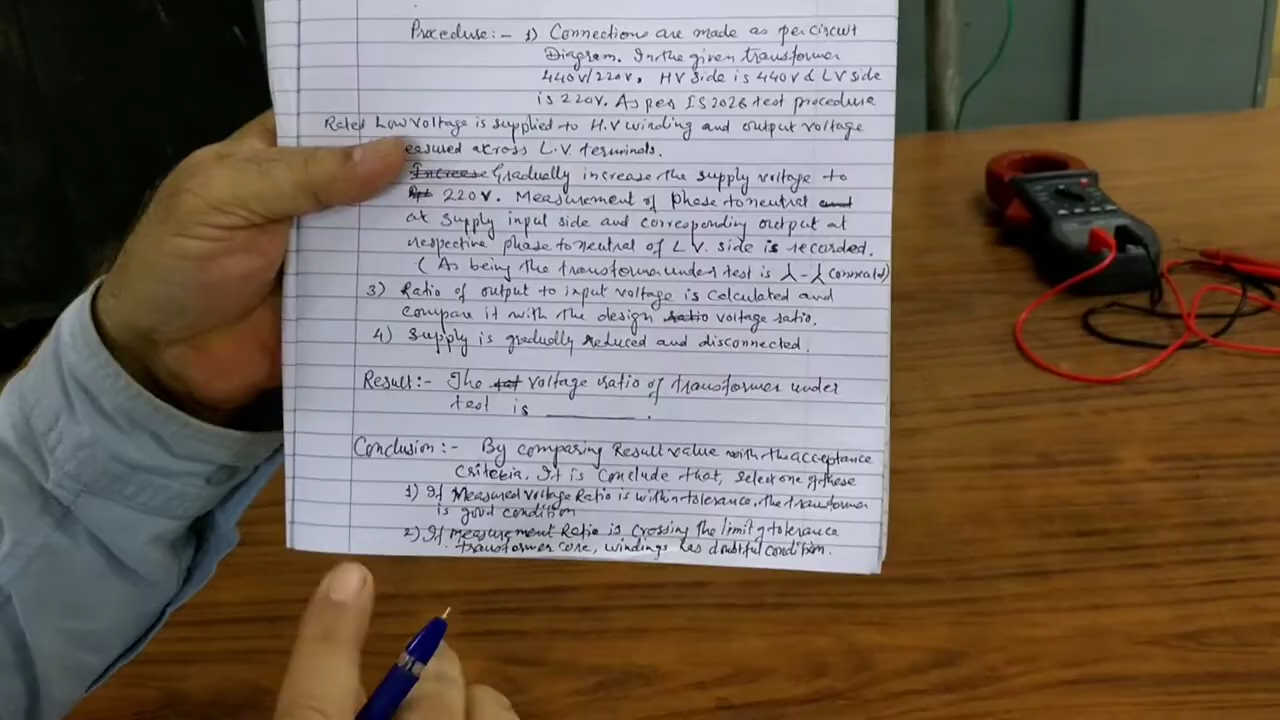 Procedure:- 1) Connections are made as per circuit
Diagram. In the given transformer
440V/220V, HV side is 440V & LV side
is 220V. As per IS2026 test procedure
Rated Low voltage is supplied to H.V winding and output voltage
easured across L.V. terminals.
Gradually increase the supply voltage to
220V. Measurement of phase to neutral
at supply input side and corresponding output at
respective phase to neutral of L.V. side is recorded.
(As being the transformer under test is ⅄-⅄ connected)
3) Ratio of output to input voltage is calculated and
compare it with the design voltage ratio.
4) Supply is gradually reduced and disconnected.
Result:- The voltage ratio of transformer under
test is ________.
Conclusion:- By comparing Result value with the acceptance
criteria. It is conclude that, select one of these
1) If Measured voltage Ratio is within tolerance, the transformer
is good condition
2) If measurement Ratio is crossing the limit of tolerance
transformer core, windings has doubtful condition.